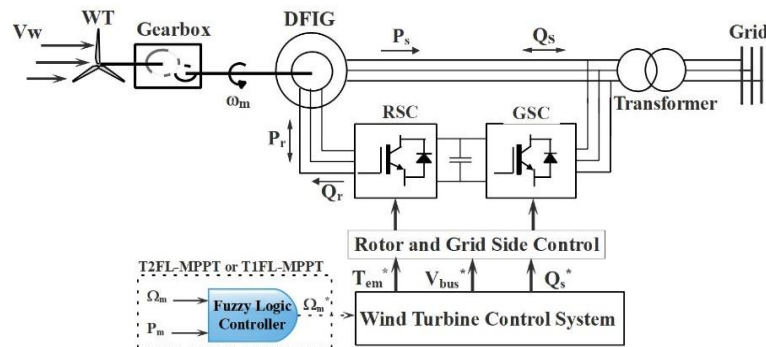 WT
DFIG
Gearbox
Vw
Pₛ
Qₛ
Grid
ωₘ
Transformer
RSC
GSC
Pᵣ
Qᵣ
Rotor and Grid Side Control
T2FL-MPPT or T1FL-MPPT
Tₑₘ*
V_bus*
Qₛ*
Ωₘ
Fuzzy Logic
Controller
Ωₘ*
Pₘ
Wind Turbine Control System